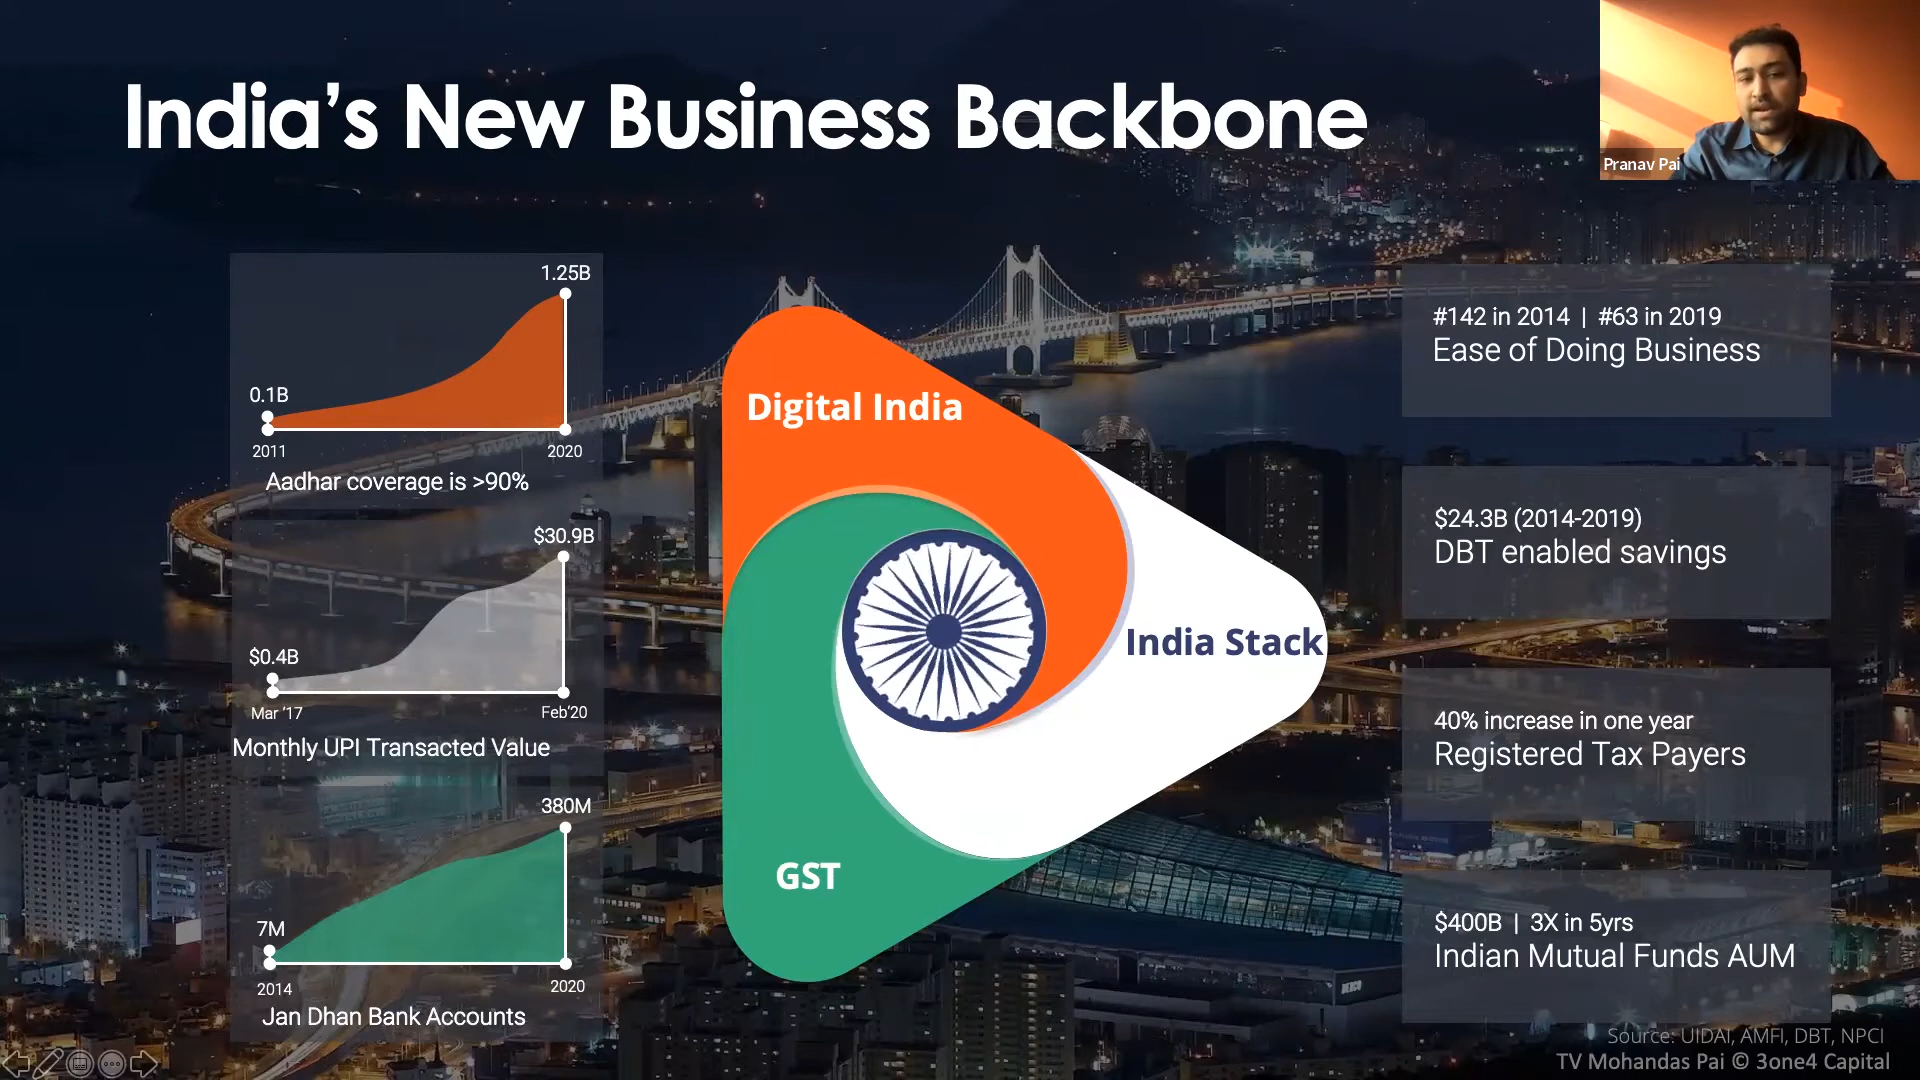 India's New Business Backbone
Pranav Pai
1.25B
0.1B
2011
2020
Aadhar coverage is >90%
$30.9B
$0.4B
Mar '17
Feb'20
Monthly UPI Transacted Value
380M
7M
2014
2020
Jan Dhan Bank Accounts
Digital India
India Stack
GST
#142 in 2014 | #63 in 2019
Ease of Doing Business
$24.3B (2014-2019)
DBT enabled savings
40% increase in one year
Registered Tax Payers
$400B | 3X in 5yrs
Indian Mutual Funds AUM
Source: UIDAI, AMFI, DBT, NPCI
TV Mohandas Pai © 3one4 Capital